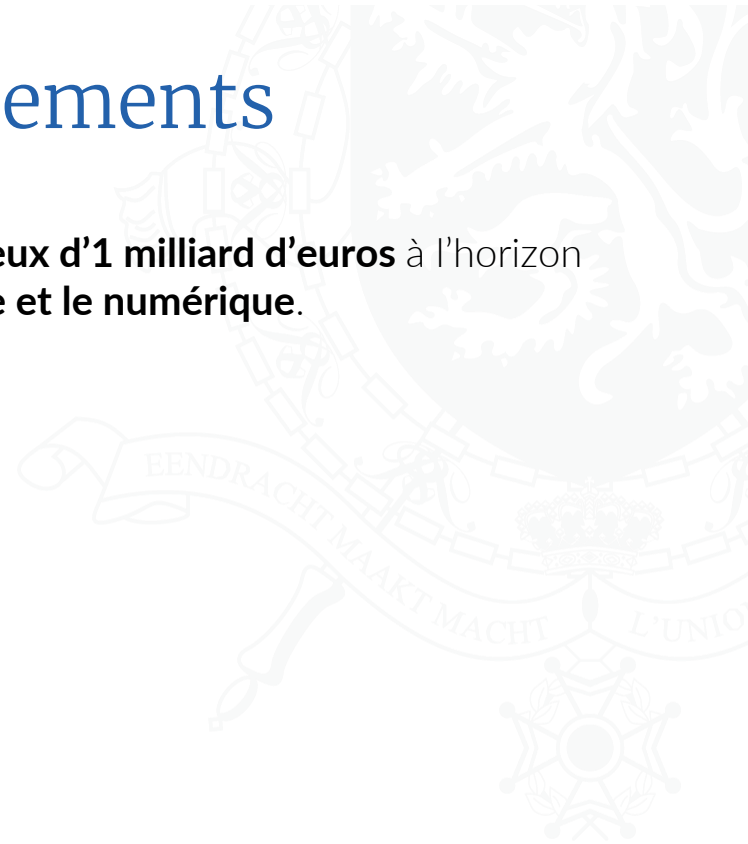 ements
eux d’1 milliard d’euros à l’horizon
e et le numérique.
EENDRACHT MAAKT MACHT
L’UNIO